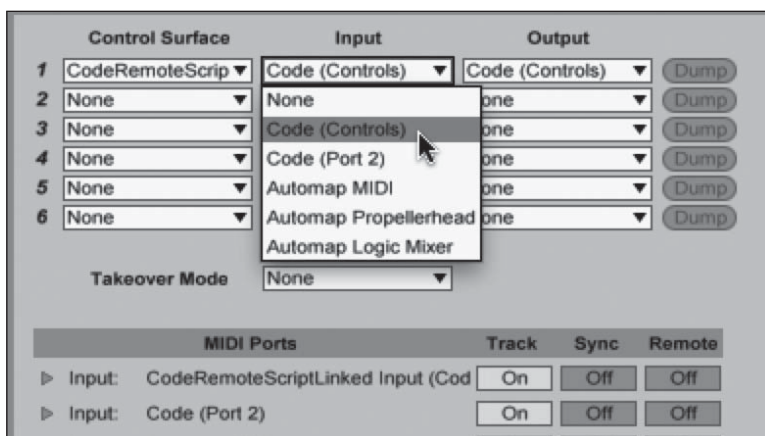 Control Surface Input Output
1 CodeRemoteScrip Code (Controls) Code (Controls) Dump
2 None None one Dump
3 None Code (Controls) one Dump
4 None Code (Port 2) one Dump
5 None Automap MIDI one Dump
6 None Automap Propellerhead one Dump
Automap Logic Mixer
Takeover Mode None
MIDI Ports Track Sync Remote
Input: CodeRemoteScriptLinked Input (Cod On Off Off
Input: Code (Port 2) On Off Off